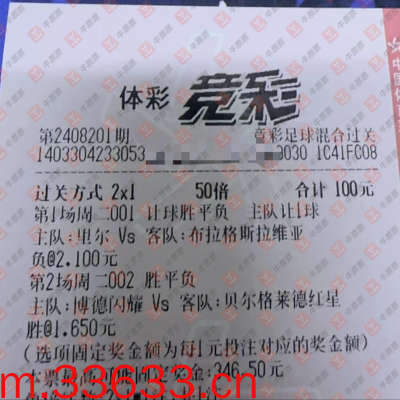 体彩 竞彩
第2408201期 竞彩足球混合过关
1403304233053 0030 1C41FC08
过关方式 2x1 50倍 合计 100元
第1场周二001 让球胜平负 主队让1球
主队:里尔 Vs 客队:布拉格斯拉维亚
负@2.100元
第2场周二002 胜平负
主队:博德闪耀 Vs 客队:贝尔格莱德红星
胜@1.650元
(选项固定奖金额为每1元投注对应的奖金额)
346.50元
m.33633.cn
中国体